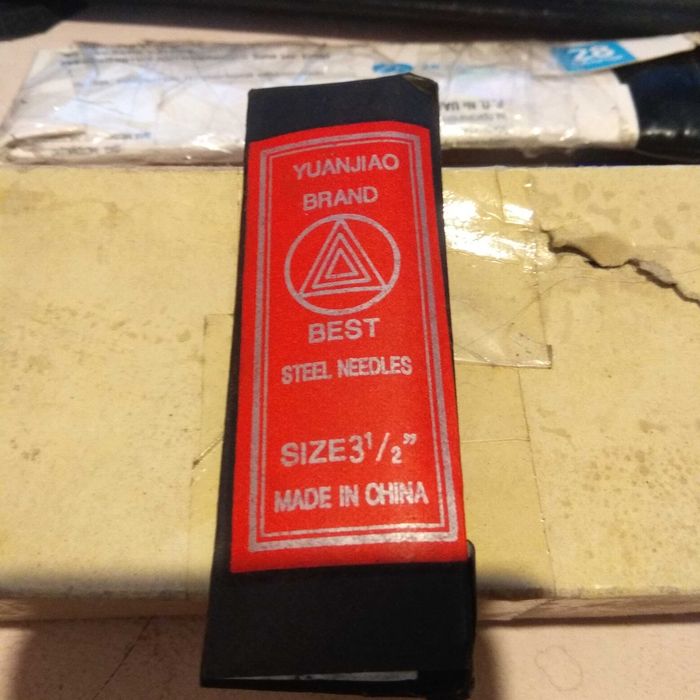 28
YUANJIAO
BRAND
BEST
STEEL NEEDLES
SIZE 3 1/2"
MADE IN CHINA